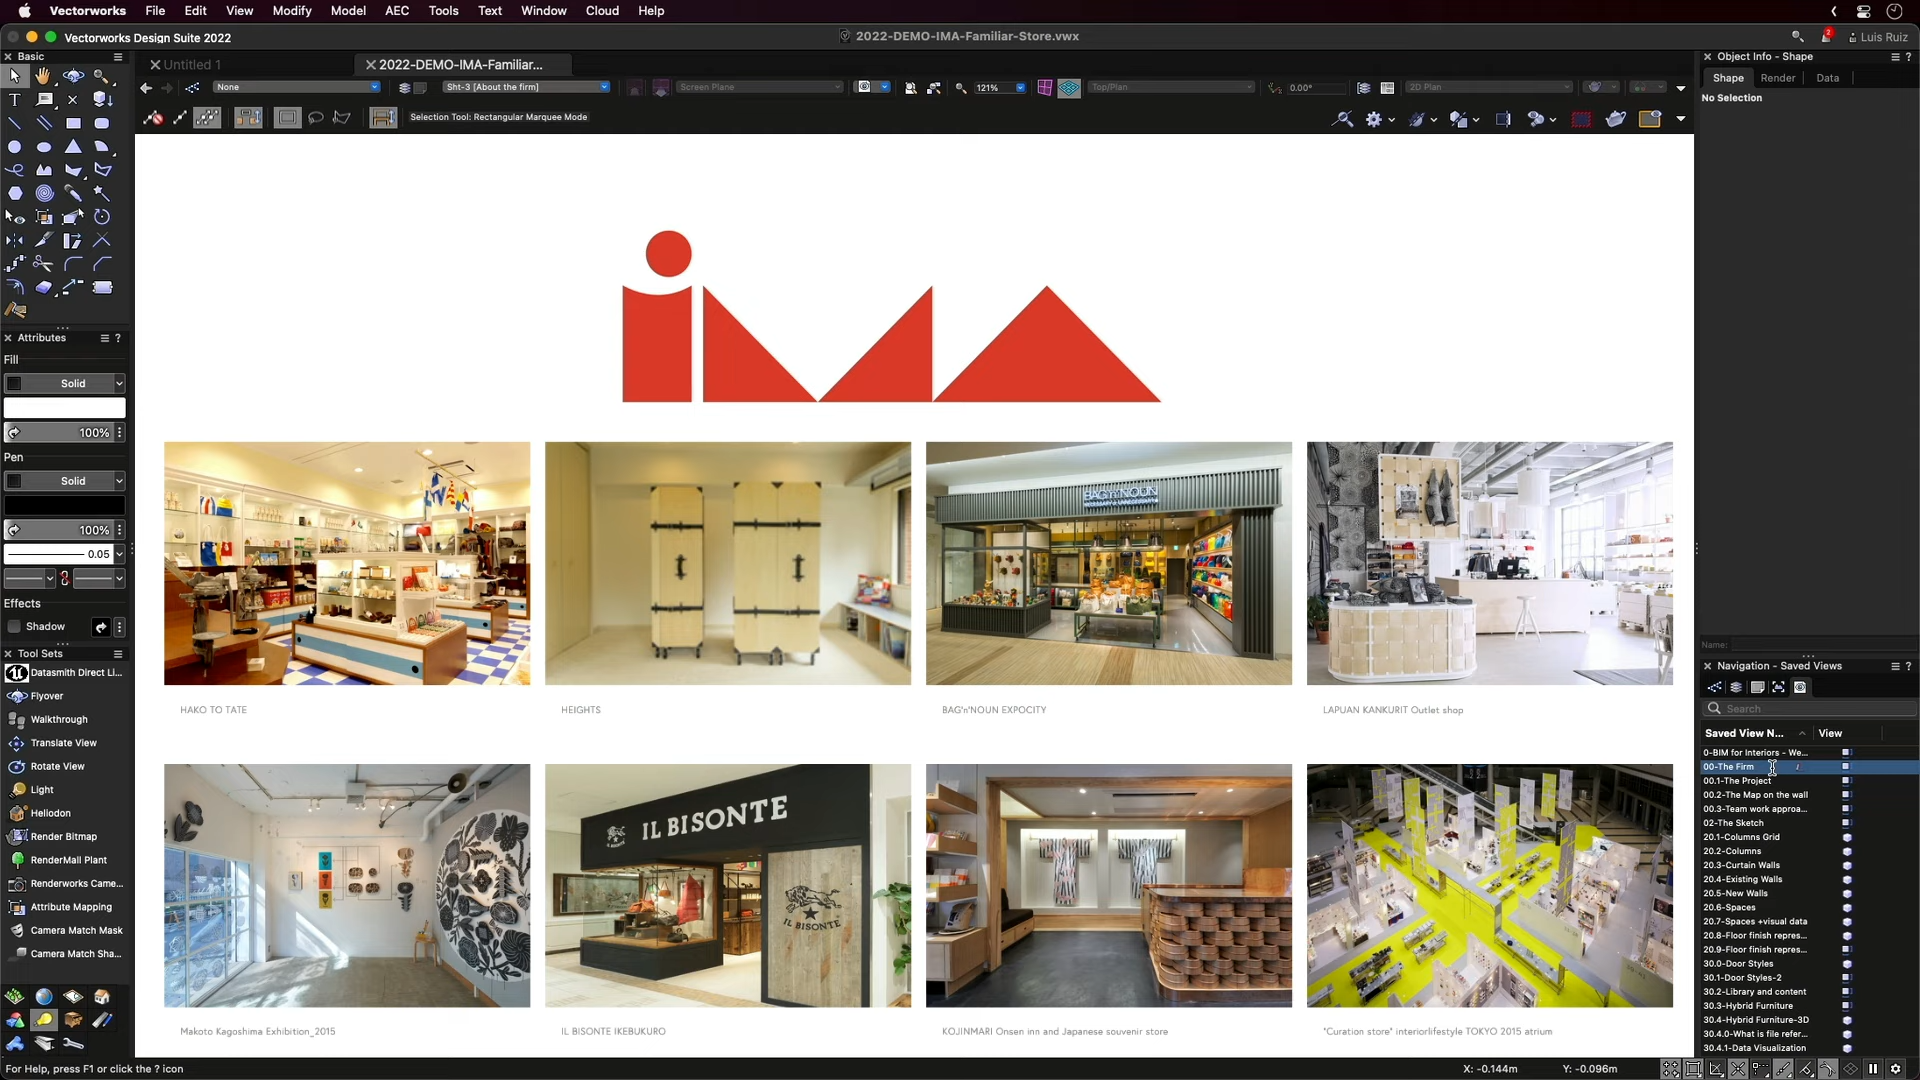 Vectorworks File Edit View Modify Model AEC Tools Text Window Cloud Help
Vectorworks Design Suite 2022
2022-DEMO-IMA-Familiar-Store.vwx
2
Luis Ruiz
Basic
Untitled 1
2022-DEMO-IMA-Familiar...
None
Sht-3 [About the firm]
Screen Plane
121%
Top/Plan
0.00°
2D Plan
Selection Tool: Rectangular Marquee Mode
Object Info - Shape
Shape Render Data
No Selection
Attributes
Fill
Solid
100%
Pen
Solid
100%
0.05
Effects
Shadow
Tool Sets
Datasmith Direct Li...
Flyover
Walkthrough
Translate View
Rotate View
Light
Heliodon
Render Bitmap
RenderMall Plant
Renderworks Came...
Attribute Mapping
Camera Match Mask
Camera Match Sha...
iMA
BAG'n'NOUN
HAKO TO TATE
HEIGHTS
BAG'n'NOUN EXPOCITY
LAPUAN KANKURIT Outlet shop
IL BISONTE
IL BISONTE
Makoto Kagoshima Exhibition_2015
IL BISONTE IKEBUKURO
KOJINMARI Onsen inn and Japanese souvenir store
"Curation store" interiorlifestyle TOKYO 2015 atrium
Name:
Navigation - Saved Views
Search
Saved View N... View
0-BIM for Interiors - We...
00-The Firm
00.1-The Project
00.2-The Map on the wall
00.3-Team work approa...
02-The Sketch
20.1-Columns Grid
20.2-Columns
20.3-Curtain Walls
20.4-Existing Walls
20.5-New Walls
20.6-Spaces
20.7-Spaces +visual data
20.8-Floor finish repres...
20.9-Floor finish repres...
30.0-Door Styles
30.1-Door Styles-2
30.2-Library and content
30.3-Hybrid Furniture
30.4-Hybrid Furniture-3D
30.4.0-What is file refer...
30.4.1-Data Visualization
For Help, press F1 or click the ? icon
X: -0.144m Y: -0.096m